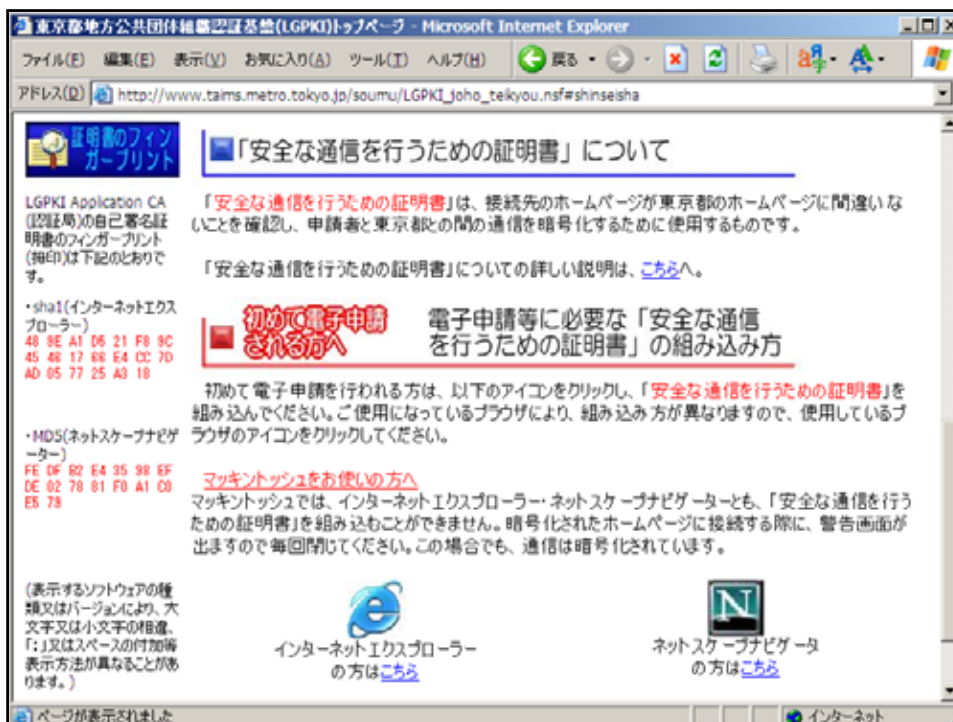 東京都地方公共団体組織認証基盤(LGPKI)トップページ - Microsoft Internet Explorer
ファイル(F) 編集(E) 表示(V) お気に入り(A) ツール(T) ヘルプ(H) 戻る
アドレス(D) http://www.taims.metro.tokyo.jp/soumu/LGPKI_joho_teikyou.nsf#shinseisha
証明書のフィン
ガープリント
LGPKI Application CA
(認証局)の自己署名証
明書のフィンガープリント
(拇印)は下記のとおりで
す。
・sha1(インターネットエクス
プローラー)
48 9E A1 D5 21 F8 9C
45 46 17 66 E4 CC 7D
AD 05 77 25 A3 18
・MD5(ネットスケープナビゲ
ーター)
FE DF B2 E4 35 98 EF
DE 02 78 81 F0 A1 C0
E5 79
(表示するソフトウェアの種
類又はバージョンにより、大
文字又は小文字の相違、
「:」又はスペースの付加等
表示方法が異なることがあ
ります。)
「安全な通信を行うための証明書」について
「安全な通信を行うための証明書」は、接続先のホームページが東京都のホームページに間違いな
いことを確認し、申請者と東京都との間の通信を暗号化するために使用するものです。
「安全な通信を行うための証明書」についての詳しい説明は、こちらへ。
初めて電子申請
される方へ
電子申請等に必要な「安全な通信
を行うための証明書」の組み込み方
初めて電子申請を行われる方は、以下のアイコンをクリックし、「安全な通信を行うための証明書」を
組み込んでください。ご使用になっているブラウザにより、組み込み方が異なりますので、使用しているブ
ラウザのアイコンをクリックしてください。
マッキントッシュをお使いの方へ
マッキントッシュでは、インターネットエクスプローラー・ネットスケープナビゲーターとも、「安全な通信を行う
ための証明書」を組み込むことができません。暗号化されたホームページに接続する際に、警告画面が
出ますので毎回閉じてください。この場合でも、通信は暗号化されています。
インターネットエクスプローラー
の方はこちら
ネットスケープナビゲータ
の方はこちら
ページが表示されました インターネット